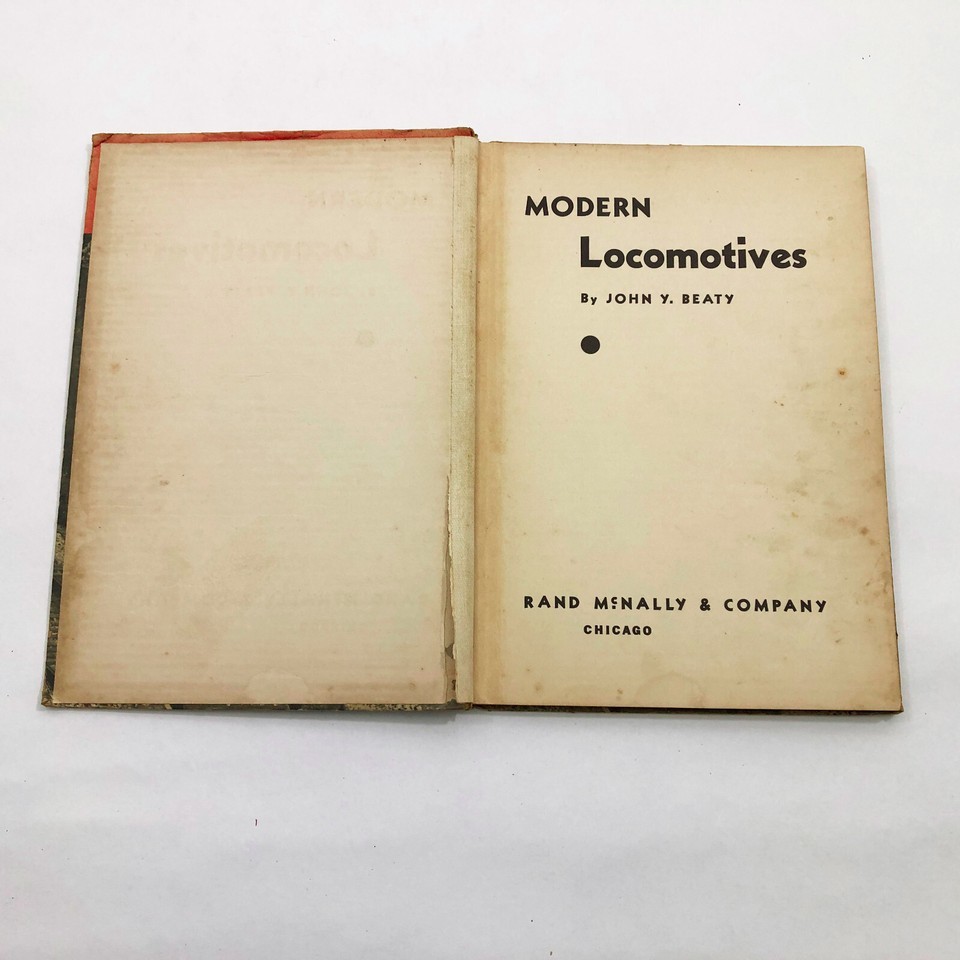 MODERN
Locomotives
By JOHN Y. BEATY
RAND McNALLY & COMPANY
CHICAGO